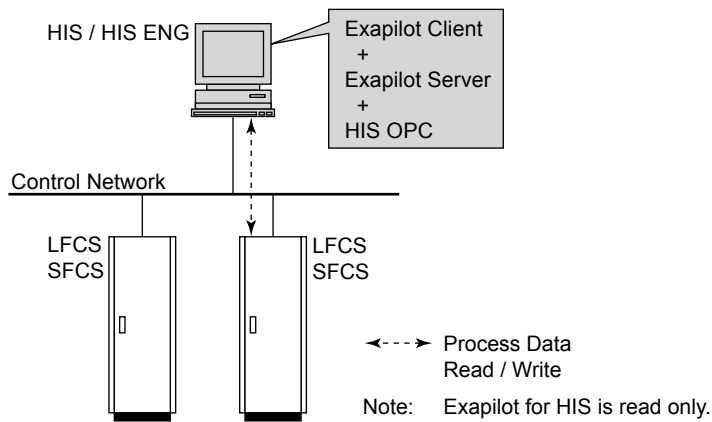 HIS / HIS ENG
Exapilot Client
+
Exapilot Server
+
HIS OPC
Control Network
LFCS
SFCS
LFCS
SFCS
Process Data
Read / Write
Note: Exapilot for HIS is read only.